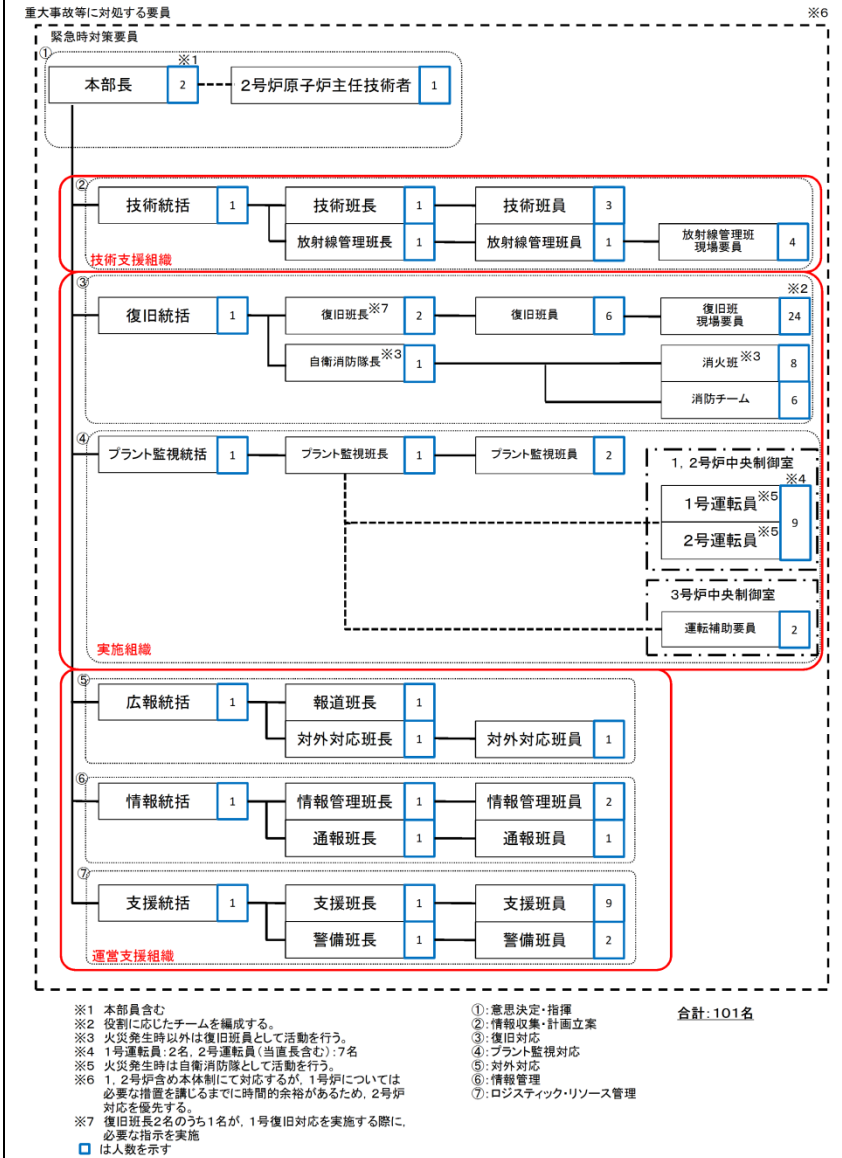 重大事故等に対処する要員
※6
緊急時対策要員
①
※1
本部長 2
2号炉原子炉主任技術者 1
②
技術統括 1
技術班長 1
技術班員 3
放射線管理班長 1
放射線管理班員 1
放射線管理班
現場要員 4
技術支援組織
③
※2
復旧統括 1
復旧班長※7 2
復旧班員 6
復旧班
現場要員 24
自衛消防隊長※3 1
消火班※3 8
消防チーム 6
④
プラント監視統括 1
プラント監視班長 1
プラント監視班員 2
1, 2号炉中央制御室
※4
1号運転員※5
9
2号運転員※5
3号炉中央制御室
運転補助要員 2
実施組織
⑤
広報統括 1
報道班長 1
対外対応班長 1
対外対応班員 1
⑥
情報統括 1
情報管理班長 1
情報管理班員 2
通報班長 1
通報班員 1
⑦
支援統括 1
支援班長 1
支援班員 9
警備班長 1
警備班員 2
運営支援組織
※1 本部員含む
※2 役割に応じたチームを編成する。
※3 火災発生時以外は復旧班員として活動を行う。
※4 1号運転員:2名, 2号運転員(当直長含む):7名
※5 火災発生時は自衛消防隊として活動を行う。
※6 1, 2号炉含め本体制にて対応するが, 1号炉については
必要な措置を講じるまでに時間的余裕があるため, 2号炉
対応を優先する。
※7 復旧班長2名のうち1名が, 1号復旧対応を実施する際に,
必要な指示を実施
は人数を示す
①:意思決定・指揮
②:情報収集・計画立案
③:復旧対応
④:プラント監視対応
⑤:対外対応
⑥:情報管理
⑦:ロジスティック・リソース管理
合計:101名